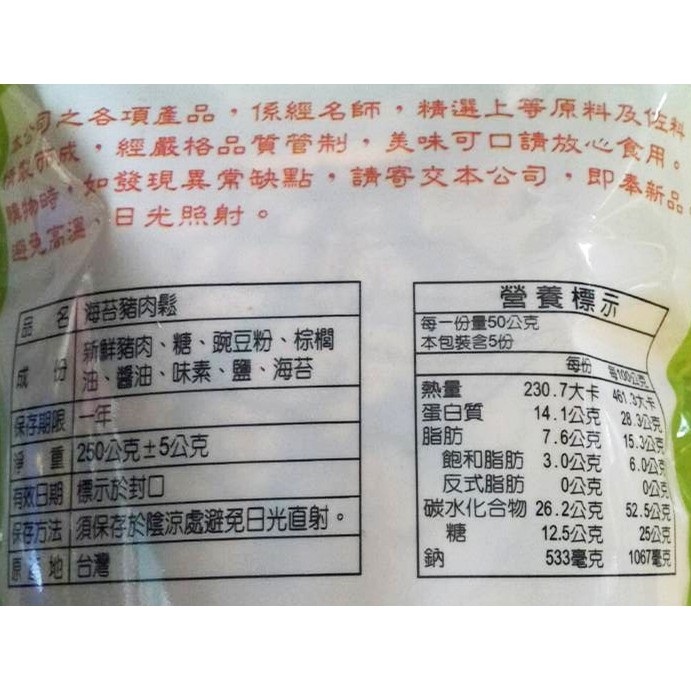 本公司之各項產品，係經名師，精選上等原料及佐料
而成，經嚴格品質管制，美味可口請放心食用。
購物時，如發現異常缺點，請寄交本公司，即奉新品
避免高溫、日光照射。
品名 海苔豬肉鬆
成份 新鮮豬肉、糖、豌豆粉、棕櫚
油、醬油、味素、鹽、海苔
保存期限 一年
淨重 250公克±5公克
有效日期 標示於封口
保存方法 須保存於陰涼處避免日光直射。
原產地 台灣
營養標示
每一份量50公克
本包裝含5份
每份 每100公克
熱量 230.7大卡 461.3大卡
蛋白質 14.1公克 28.3公克
脂肪 7.6公克 15.3公克
飽和脂肪 3.0公克 6.0公克
反式脂肪 0公克 0公克
碳水化合物 26.2公克 52.5公克
糖 12.5公克 25公克
鈉 533毫克 1067毫克